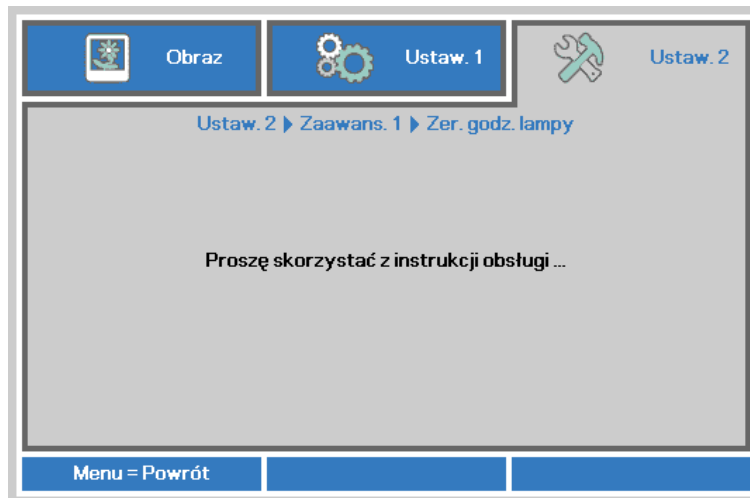 Obraz
Ustaw. 1
Ustaw. 2
Ustaw. 2 Zaawans. 1 Zer. godz. lampy
Proszę skorzystać z instrukcji obsługi ...
Menu = Powrót